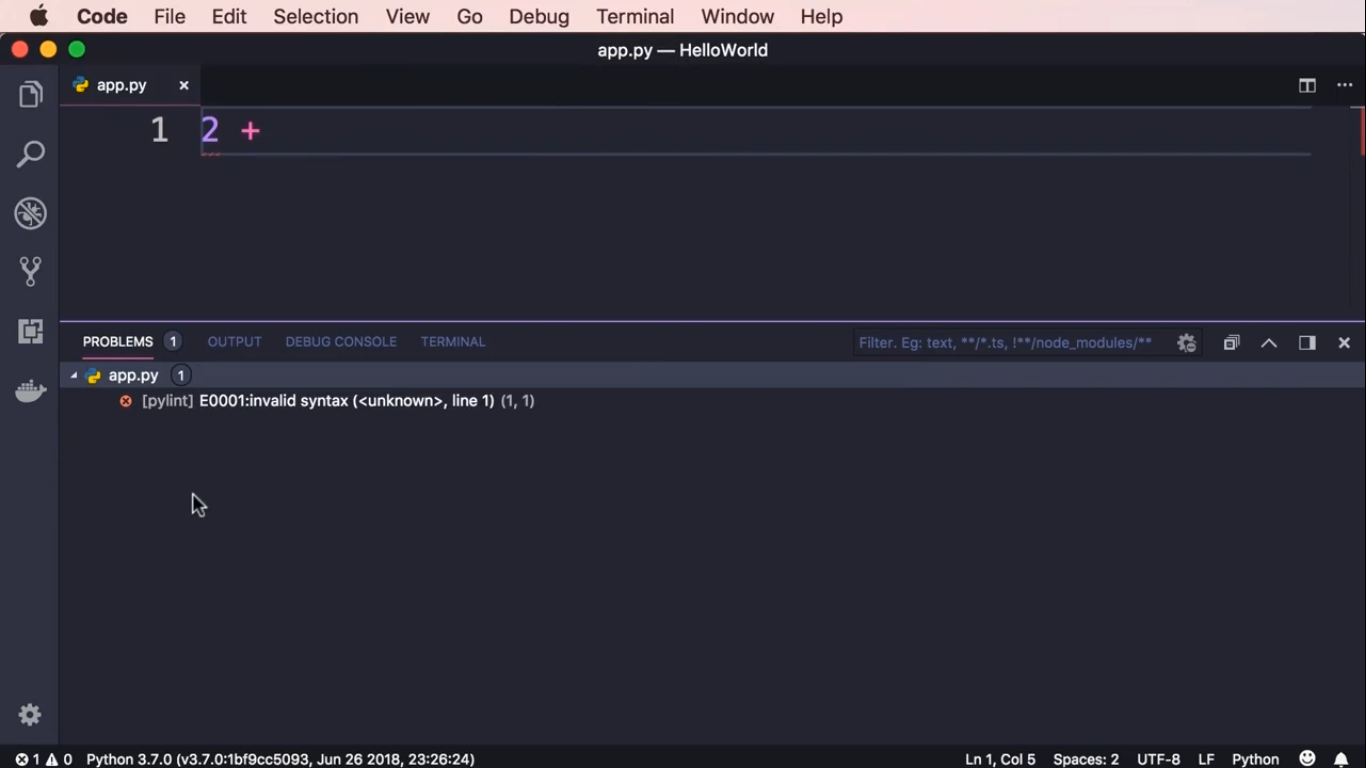 Code File Edit Selection View Go Debug Terminal Window Help
app.py — HelloWorld
app.py
1 2 +
PROBLEMS 1 OUTPUT DEBUG CONSOLE TERMINAL Filter. Eg: text, **/*.ts, !**/node_modules/**
app.py 1
[pylint] E0001:invalid syntax (<unknown>, line 1) (1, 1)
1 0 Python 3.7.0 (v3.7.0:1bf9cc5093, Jun 26 2018, 23:26:24) Ln 1, Col 5 Spaces: 2 UTF-8 LF Python